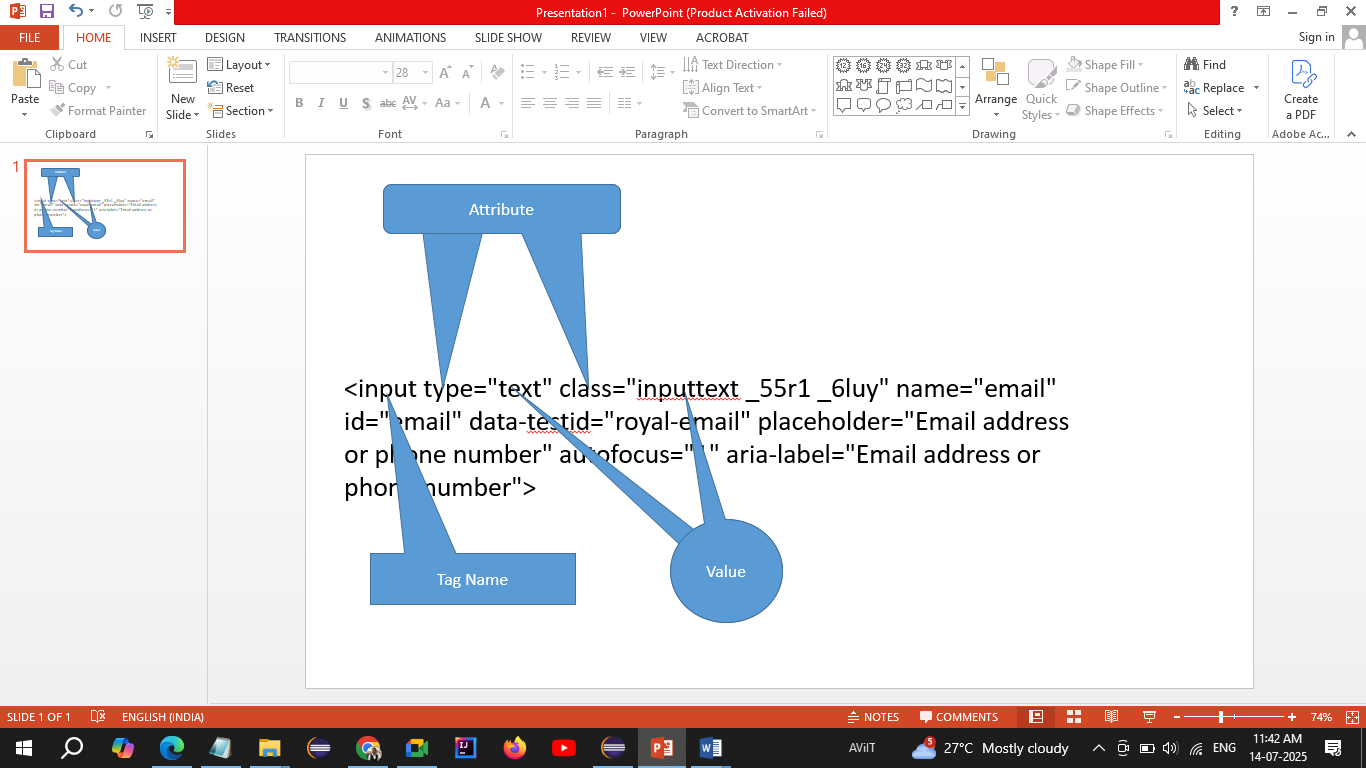 Presentation1 - PowerPoint (Product Activation Failed)
FILE HOME INSERT DESIGN TRANSITIONS ANIMATIONS SLIDE SHOW REVIEW VIEW ACROBAT Sign in
Paste
Cut
Copy
Format Painter
Clipboard
New
Slide
Layout
Reset
Section
Slides
28
B I U S abc AV Aa A
Font
Text Direction
Align Text
Convert to SmartArt
Paragraph
Arrange
Quick
Styles
Shape Fill
Shape Outline
Shape Effects
Drawing
Find
Replace
Select
Editing
Create
a PDF
Adobe Ac...
1
Attribute
<input type="text" class="inputtext _55r1 _6luy" name="email"
id="email" data-testid="royal-email" placeholder="Email address
or phone number" autofocus="1" aria-label="Email address or
phone number">
Tag Name
Value
SLIDE 1 OF 1 ENGLISH (INDIA) NOTES COMMENTS 74%
AViiT 5 27°C Mostly cloudy ENG 11:42 AM
14-07-2025